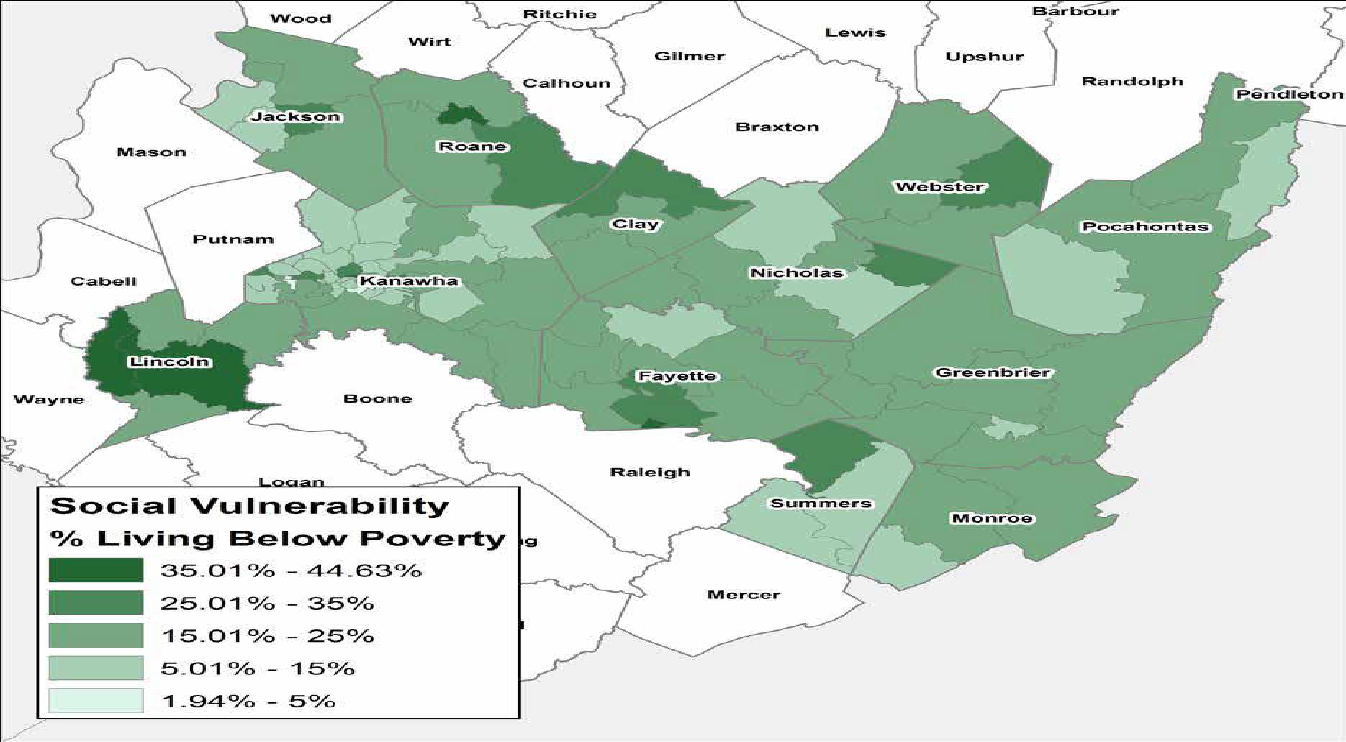 Wood
Ritchie
Barbour
Wirt
Lewis
Gilmer
Upshur
Calhoun
Randolph
Pendleton
Jackson
Braxton
Mason
Roane
Webster
Clay
Pocahontas
Putnam
Nicholas
Cabell
Kanawha
Lincoln
Fayette
Greenbrier
Wayne
Boone
Raleigh
Logan
Summers
Monroe
Mercer
Social Vulnerability
% Living Below Poverty
35.01% - 44.63%
25.01% - 35%
15.01% - 25%
5.01% - 15%
1.94% - 5%